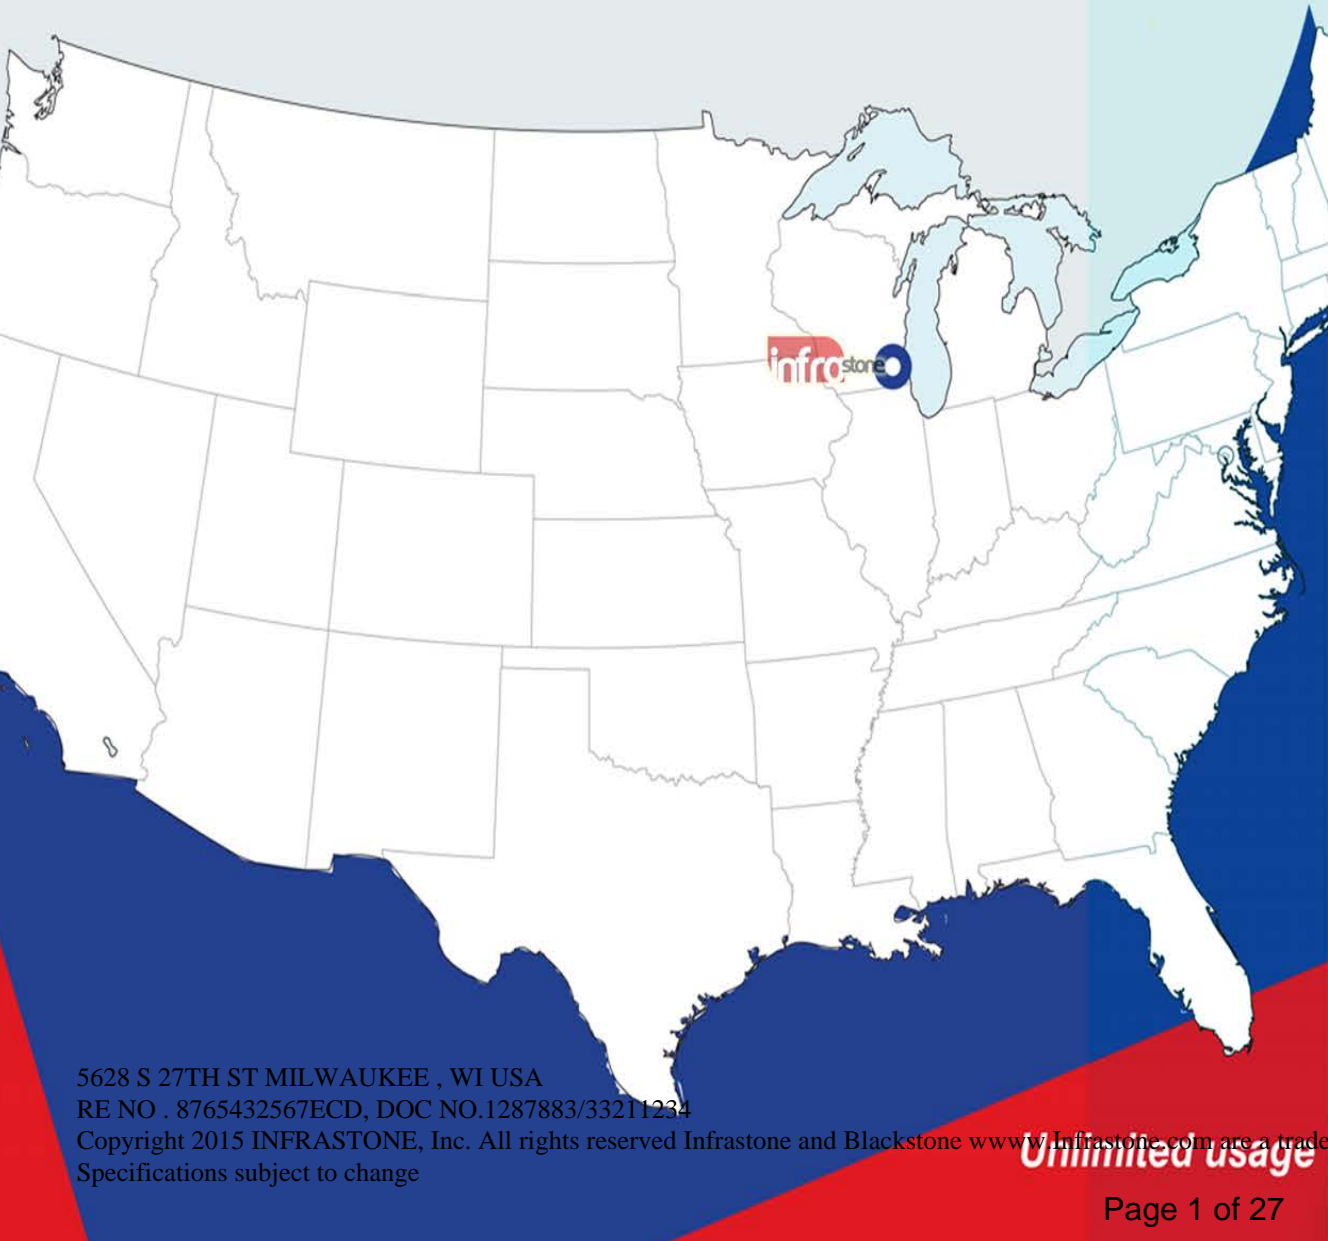 infra stone
5628 S 27TH ST MILWAUKEE , WI USA
RE NO . 8765432567ECD, DOC NO.1287883/33211234
Copyright 2015 INFRASTONE, Inc. All rights reserved Infrastone and Blackstone wwww.Infrastone.com are a trade
Unlimited usage
Specifications subject to change
Page 1 of 27